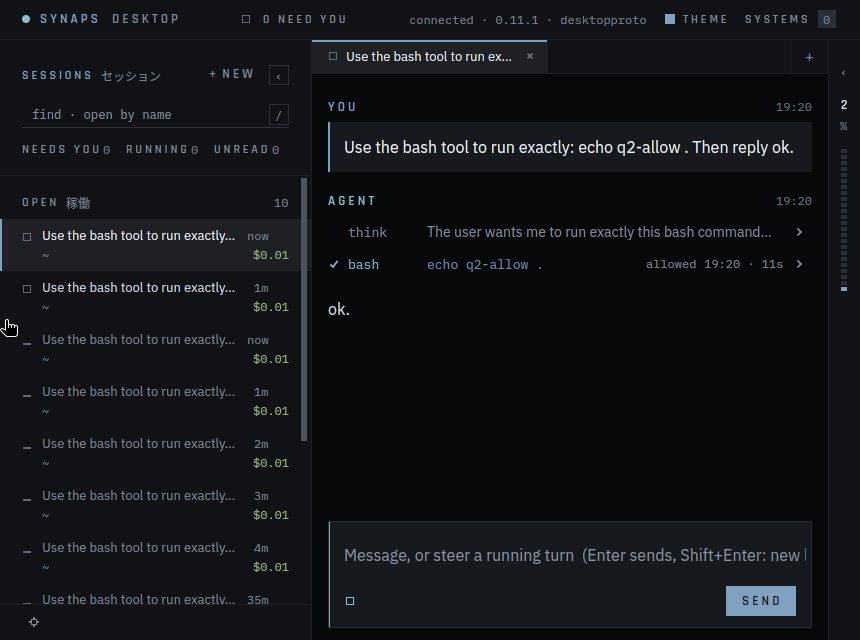 SYNAPS DESKTOP
0 NEED YOU
connected · 0.11.1 · desktopproto
THEME
SYSTEMS 0
SESSIONS セッション
+ NEW
‹
find · open by name
/
NEEDS YOU 0 RUNNING 0 UNREAD 0
OPEN 稼働 10
Use the bash tool to run exactly... now
~ $0.01
Use the bash tool to run exactly... 1m
~ $0.01
Use the bash tool to run exactly... now
~ $0.01
Use the bash tool to run exactly... 1m
~ $0.01
Use the bash tool to run exactly... 2m
~ $0.01
Use the bash tool to run exactly... 3m
~ $0.01
Use the bash tool to run exactly... 4m
~ $0.01
Use the bash tool to run exactly... 35m
Use the bash tool to run ex... ×
+
YOU 19:20
Use the bash tool to run exactly: echo q2-allow . Then reply ok.
AGENT 19:20
think The user wants me to run exactly this bash command... ›
✓ bash echo q2-allow . allowed 19:20 · 11s ›
ok.
Message, or steer a running turn (Enter sends, Shift+Enter: new
SEND
‹
2
%